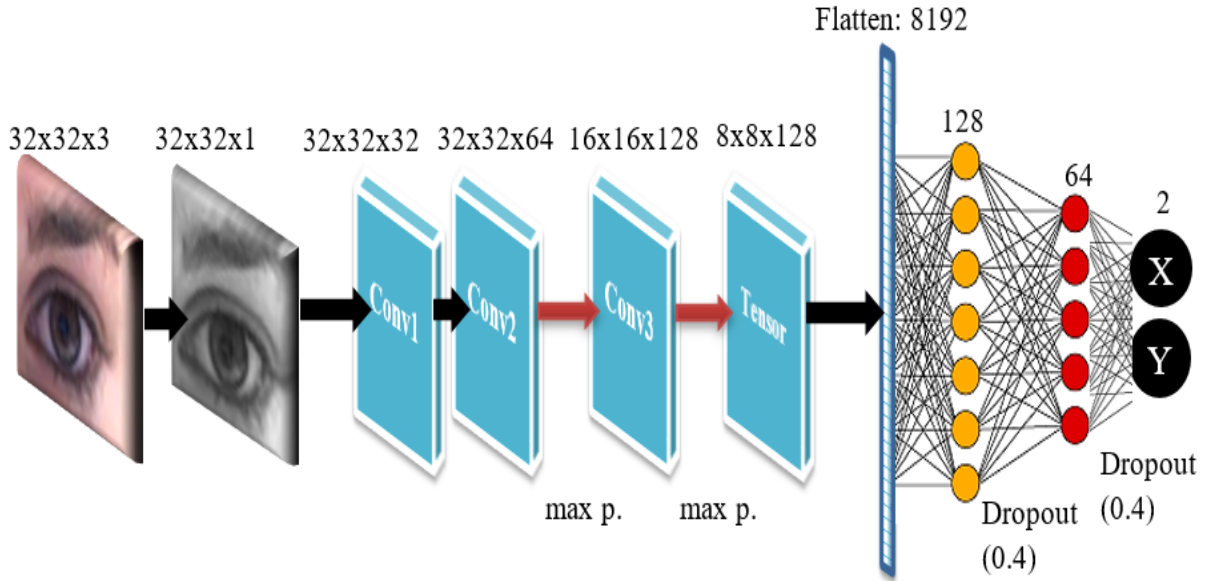 Flatten: 8192
32x32x3
32x32x1
32x32x32
32x32x64
16x16x128
8x8x128
128
64
2
Conv1
Conv2
Conv3
Tensor
X
Y
max p.
max p.
Dropout
(0.4)
Dropout
(0.4)